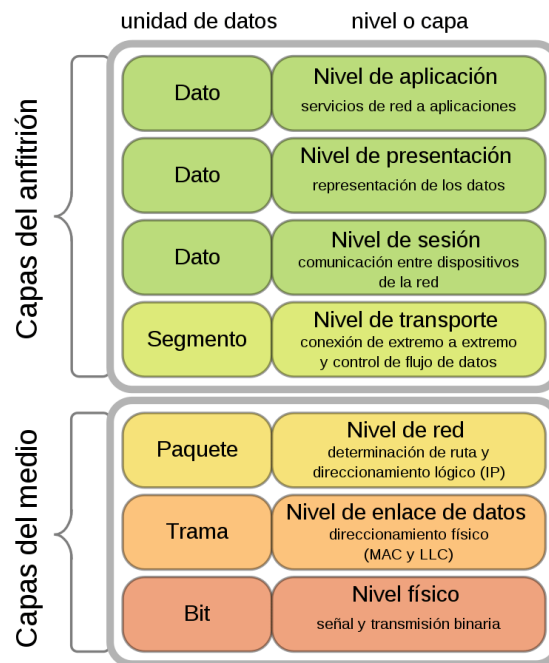 unidad de datos
nivel o capa
Capas del anfitrión
Dato
Nivel de aplicación
servicios de red a aplicaciones
Dato
Nivel de presentación
representación de los datos
Dato
Nivel de sesión
comunicación entre dispositivos
de la red
Segmento
Nivel de transporte
conexión de extremo a extremo
y control de flujo de datos
Capas del medio
Paquete
Nivel de red
determinación de ruta y
direccionamiento lógico (IP)
Trama
Nivel de enlace de datos
direccionamiento físico
(MAC y LLC)
Bit
Nivel físico
señal y transmisión binaria